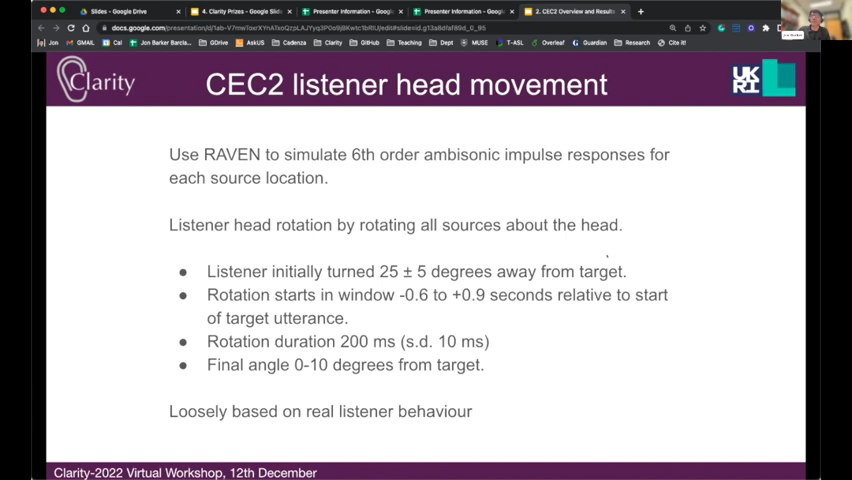 Slides - Google Drive
4. Clarity Prizes - Google Slid
Presenter Information - Googl
Presenter Information - Googl
2. CEC2 Overview and Results
docs.google.com
Jon
GMAIL
Cal
Jon Barker Barcla...
GDrive
AskUS
Cadenza
Clarity
GitHub
Teaching
Dept
MUSE
T-ASL
Overleaf
Guardian
Research
Cite it!
Clarity
CEC2 listener head movement
UK
RI
Use RAVEN to simulate 6th order ambisonic impulse responses for
each source location.
Listener head rotation by rotating all sources about the head.
● Listener initially turned 25 ± 5 degrees away from target.
● Rotation starts in window -0.6 to +0.9 seconds relative to start
of target utterance.
● Rotation duration 200 ms (s.d. 10 ms)
● Final angle 0-10 degrees from target.
Loosely based on real listener behaviour
Clarity-2022 Virtual Workshop, 12th December